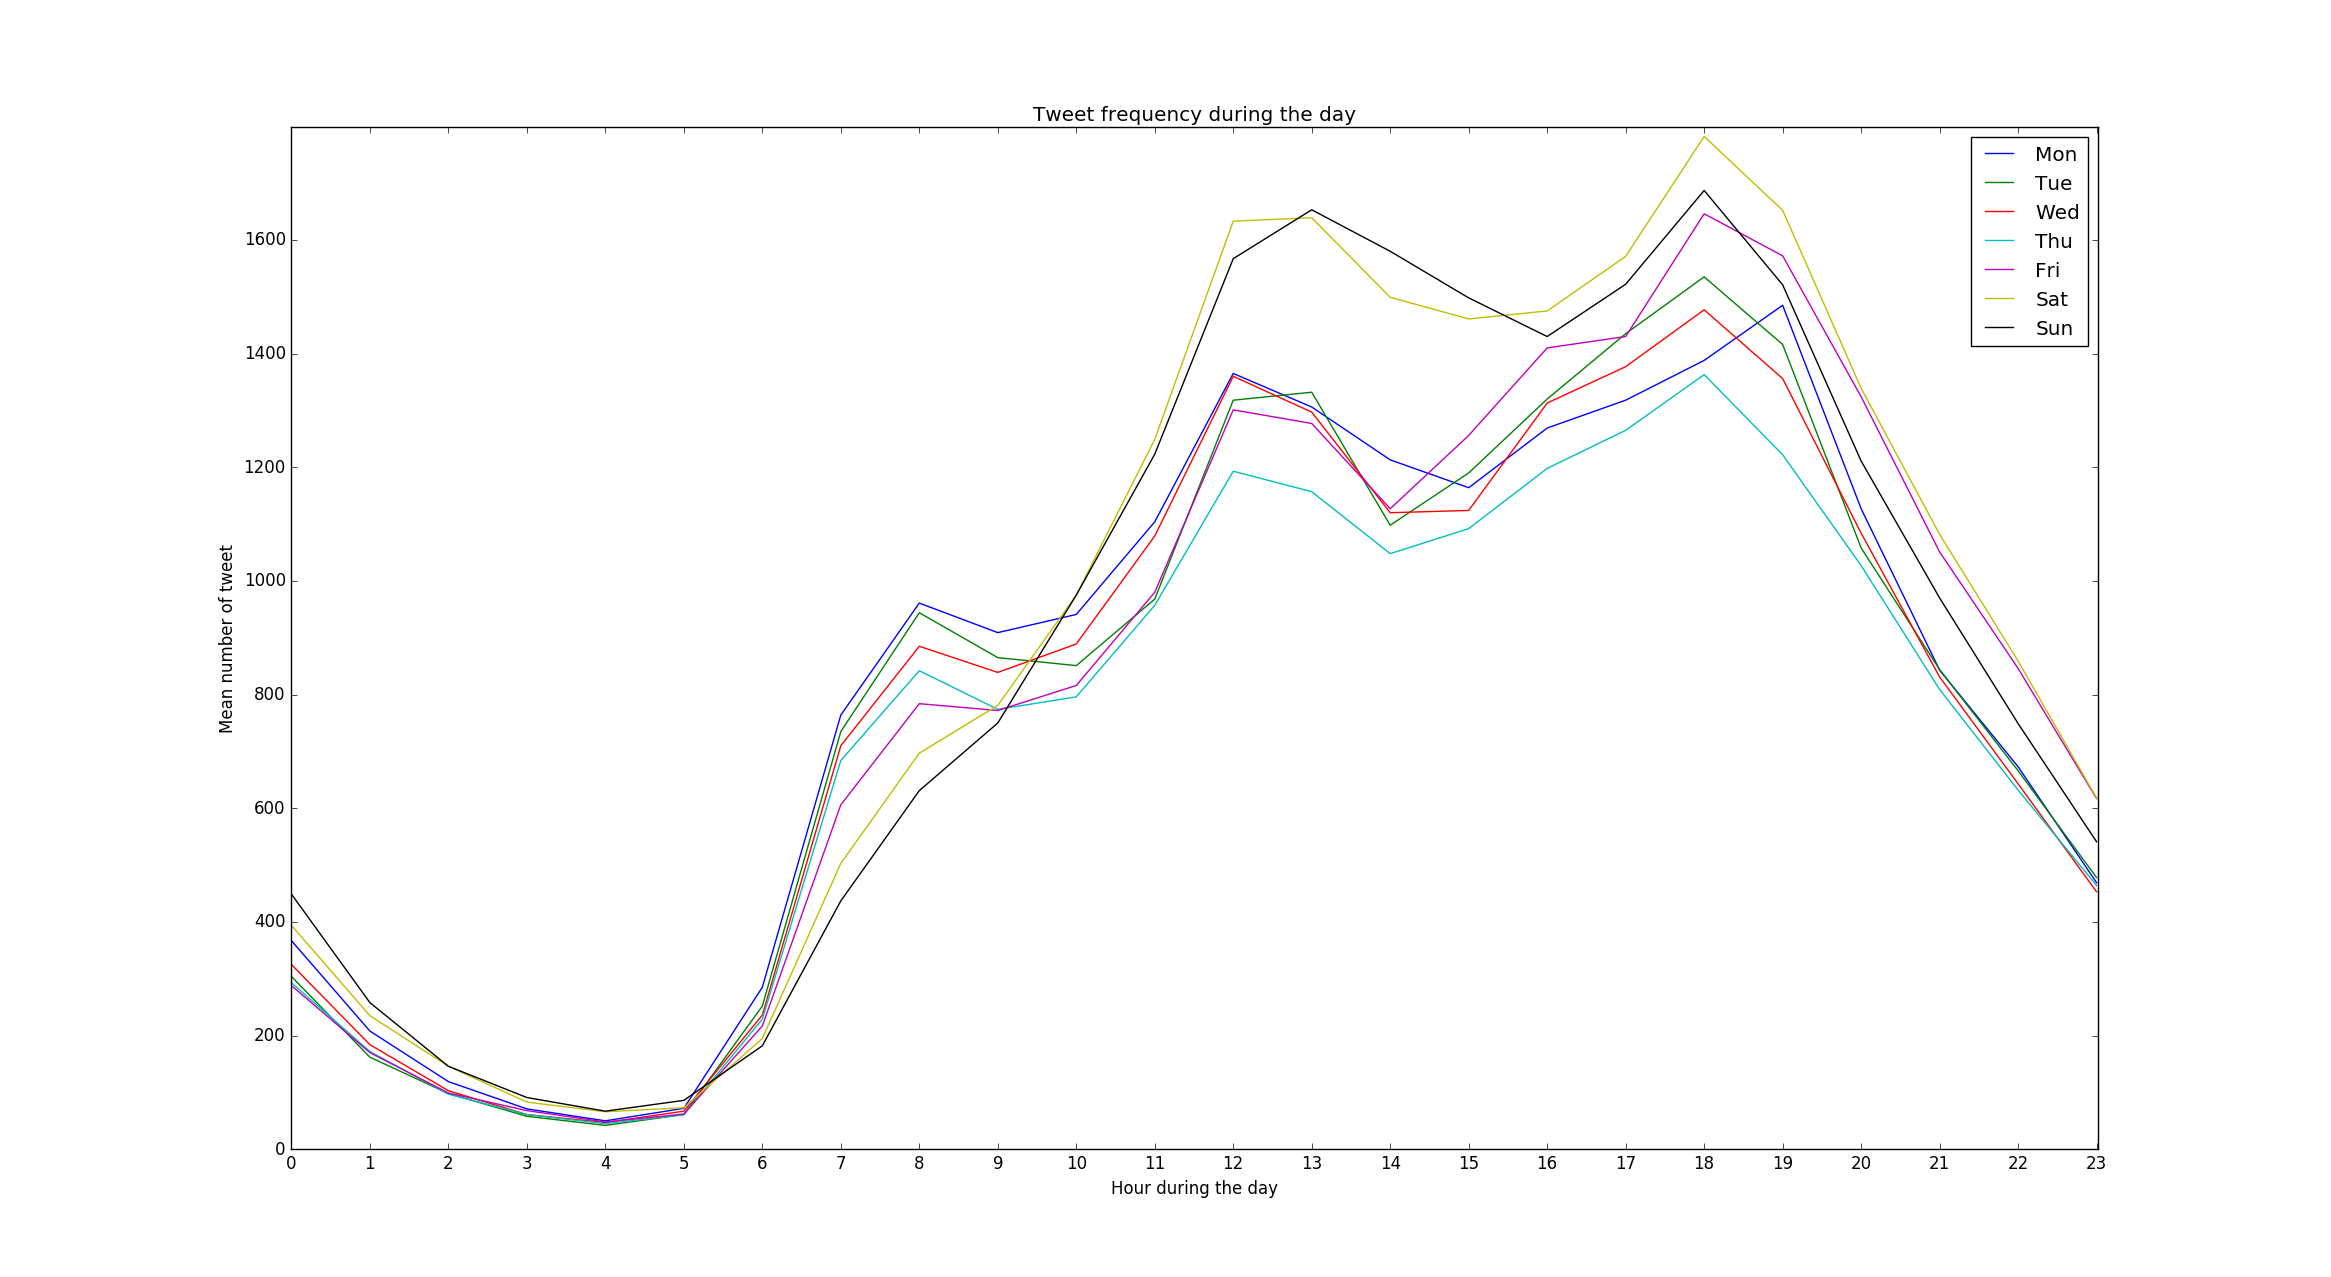 Tweet frequency during the day
Mon
Tue
Wed
Thu
Fri
Sat
Sun
Mean number of tweet
1600
1400
1200
1000
800
600
400
200
0
0 1 2 3 4 5 6 7 8 9 10 11 12 13 14 15 16 17 18 19 20 21 22 23
Hour during the day